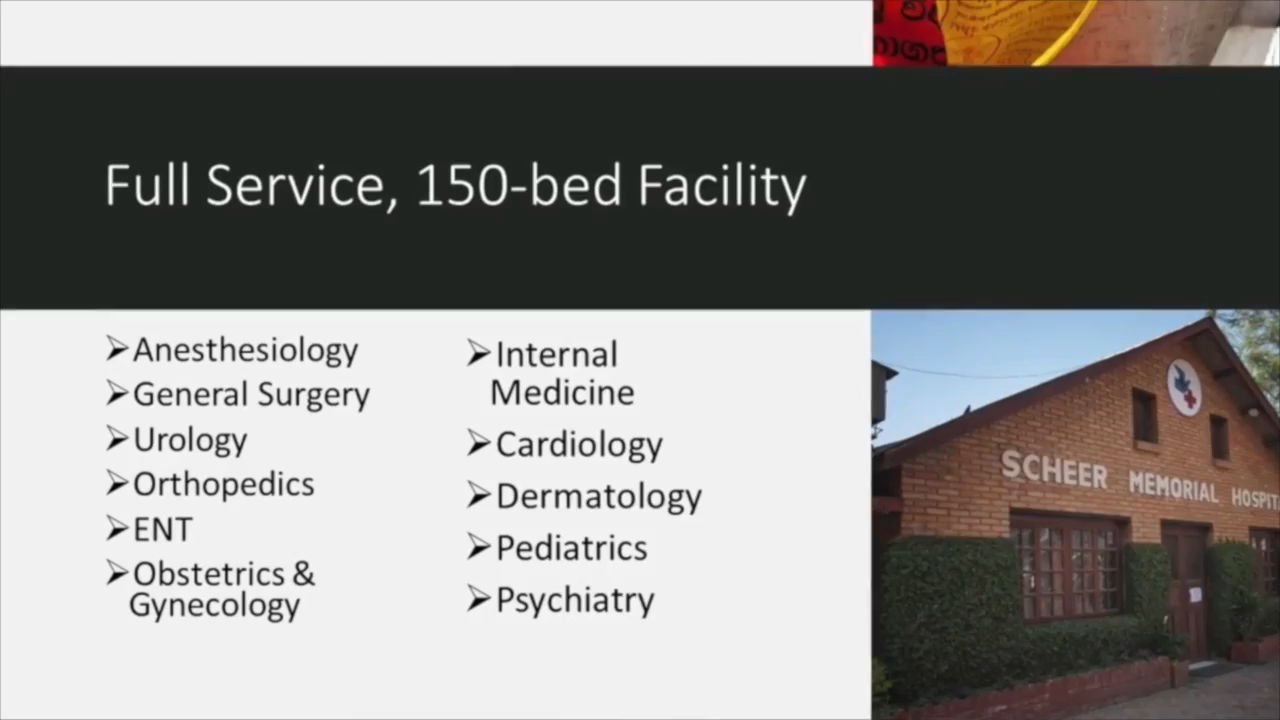 Full Service, 150-bed Facility
➢Anesthesiology
➢General Surgery
➢Urology
➢Orthopedics
➢ENT
➢Obstetrics &
Gynecology
➢Internal
Medicine
➢Cardiology
➢Dermatology
➢Pediatrics
➢Psychiatry
SCHEER MEMORIAL HOSPIT